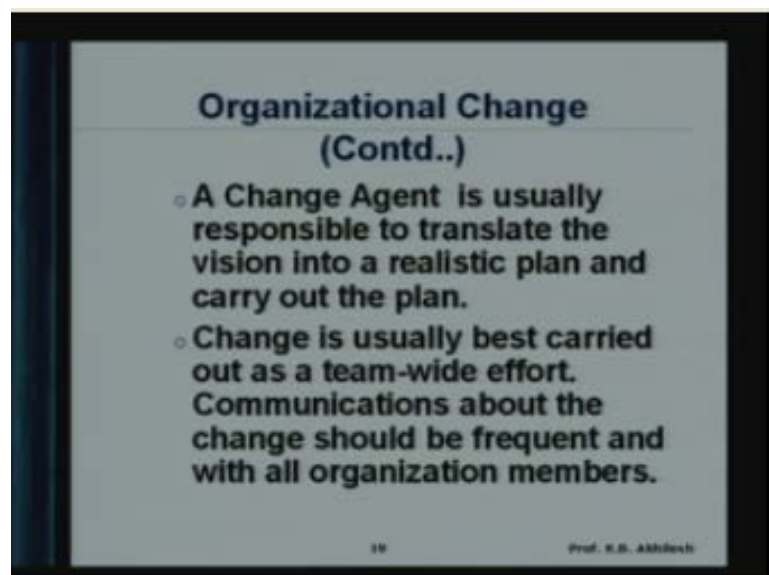 Organizational Change
(Contd..)
A Change Agent is usually
responsible to translate the
vision into a realistic plan and
carry out the plan.
Change is usually best carried
out as a team-wide effort.
Communications about the
change should be frequent and
with all organization members.
19
Prof. K.B. Akhilesh